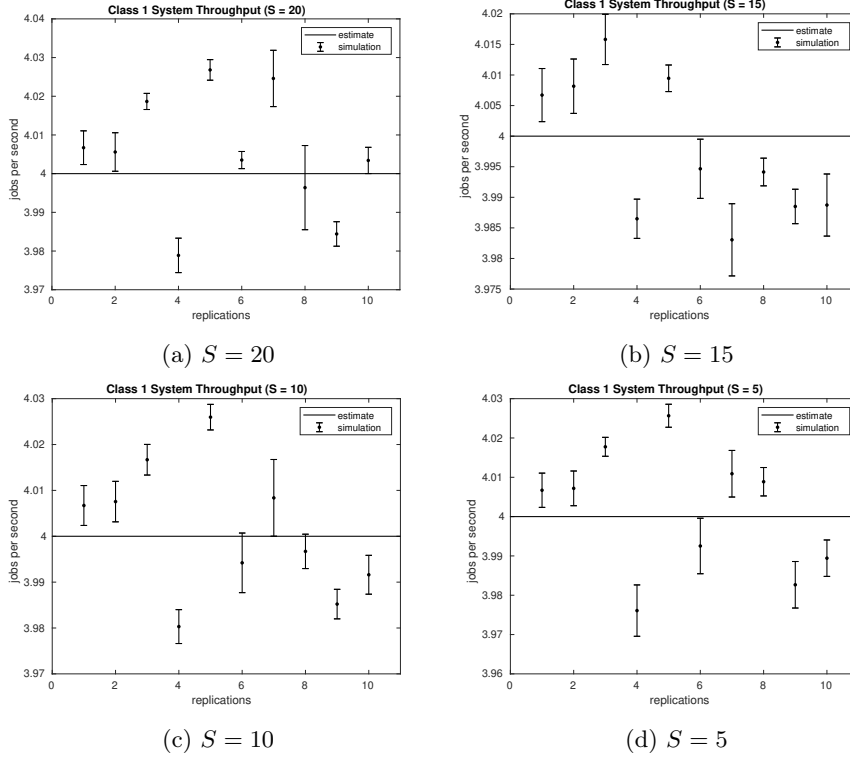 Class 1 System Throughput (S = 20)
4.04
4.03
4.02
4.01
4
3.99
3.98
3.97
jobs per second
estimate
simulation
0 2 4 6 8 10
replications
(a) S = 20
Class 1 System Throughput (S = 15)
4.02
4.015
4.01
4.005
4
3.995
3.99
3.985
3.98
3.975
jobs per second
estimate
simulation
0 2 4 6 8 10
replications
(b) S = 15
Class 1 System Throughput (S = 10)
4.03
4.02
4.01
4
3.99
3.98
3.97
jobs per second
estimate
simulation
0 2 4 6 8 10
replications
(c) S = 10
Class 1 System Throughput (S = 5)
4.03
4.02
4.01
4
3.99
3.98
3.97
3.96
jobs per second
estimate
simulation
0 2 4 6 8 10
replications
(d) S = 5